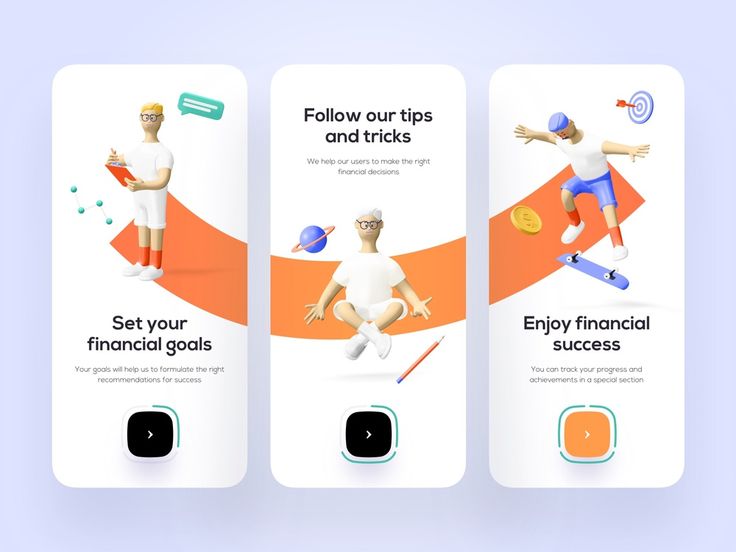 Set your
financial goals
Your goals will help us to formulate the right
recommendations for success
Follow our tips
and tricks
We help our users to make the right
financial decisions
Enjoy financial
success
You can track your progress and
achievements in a special section